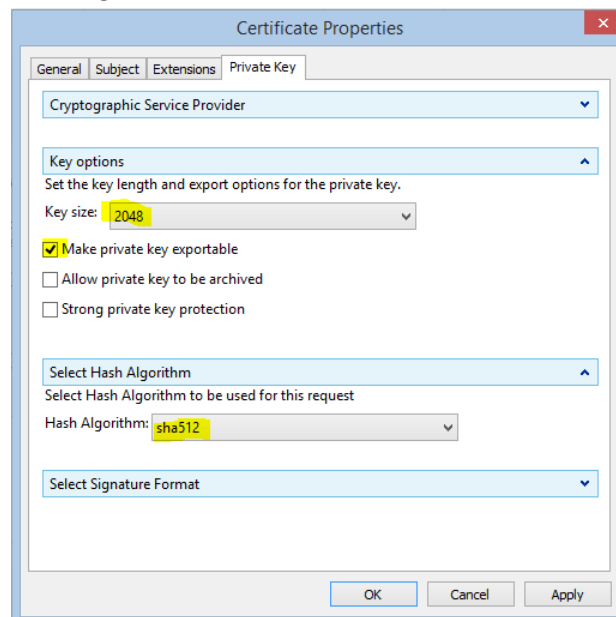 Certificate Properties
General Subject Extensions Private Key
Cryptographic Service Provider
Key options
Set the key length and export options for the private key.
Key size: 2048
Make private key exportable
Allow private key to be archived
Strong private key protection
Select Hash Algorithm
Select Hash Algorithm to be used for this request
Hash Algorithm: sha512
Select Signature Format
OK Cancel Apply